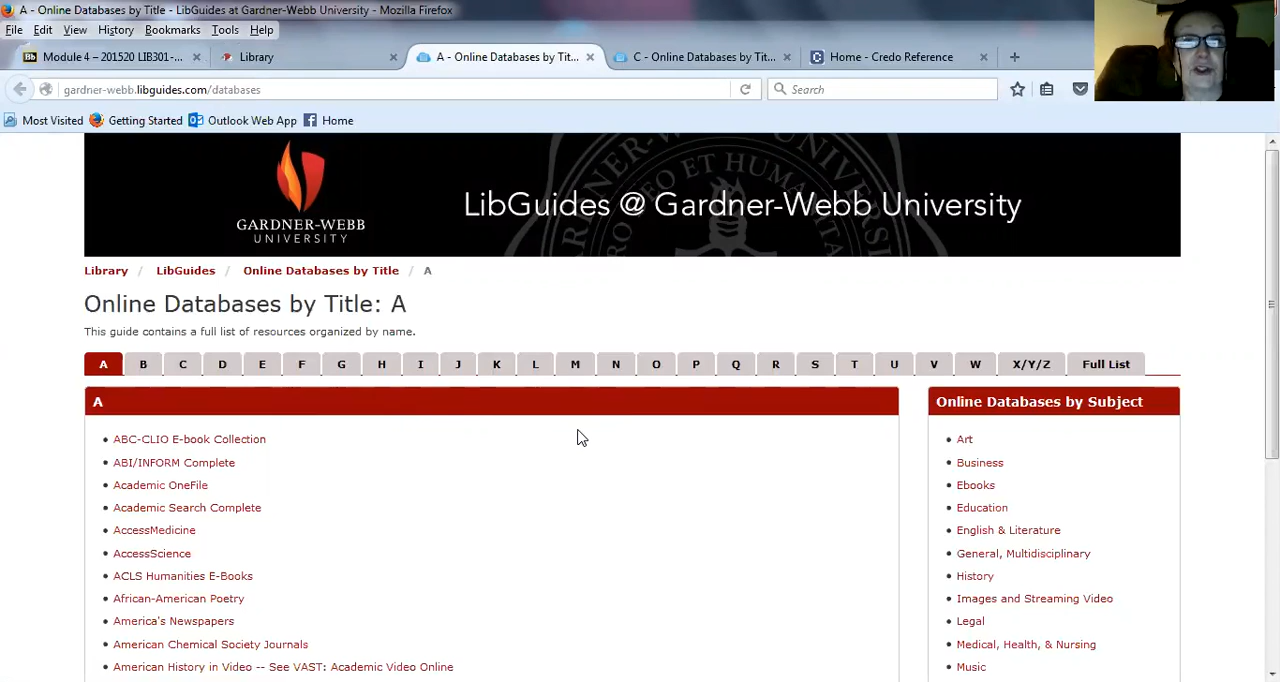 A - Online Databases by Title - LibGuides at Gardner-Webb University - Mozilla Firefox
File Edit View History Bookmarks Tools Help
Bb Module 4 – 201520 LIB301-... Library A - Online Databases by Tit... C - Online Databases by Tit... C Home - Credo Reference
gardner-webb.libguides.com/databases Search
Most Visited Getting Started Outlook Web App Home
GARDNER-WEBB
UNIVERSITY
LibGuides @ Gardner-Webb University
Library / LibGuides / Online Databases by Title / A
Online Databases by Title: A
This guide contains a full list of resources organized by name.
A B C D E F G H I J K L M N O P Q R S T U V W X/Y/Z Full List
A
ABC-CLIO E-book Collection
ABI/INFORM Complete
Academic OneFile
Academic Search Complete
AccessMedicine
AccessScience
ACLS Humanities E-Books
African-American Poetry
America's Newspapers
American Chemical Society Journals
American History in Video -- See VAST: Academic Video Online
Online Databases by Subject
Art
Business
Ebooks
Education
English & Literature
General, Multidisciplinary
History
Images and Streaming Video
Legal
Medical, Health, & Nursing
Music